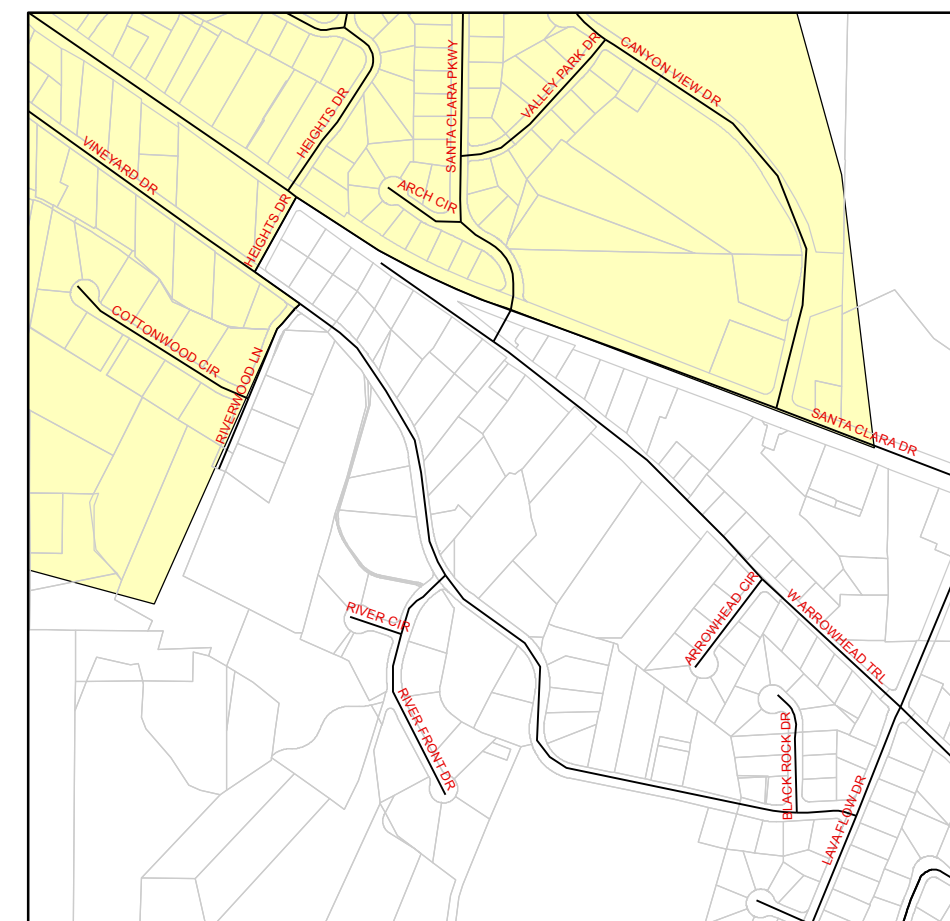 CANYON VIEW DR
VALLEY PARK DR
SANTA CLARA PKWY
HEIGHTS DR
VINEYARD DR
ARCH CIR
HEIGHTS DR
COTTONWOOD CIR
RIVERWOOD LN
SANTA CLARA DR
ARROWHEAD CIR
W ARROWHEAD TRL
RIVER CIR
RIVER FRONT DR
BLACK ROCK DR
LAVA FLOW DR